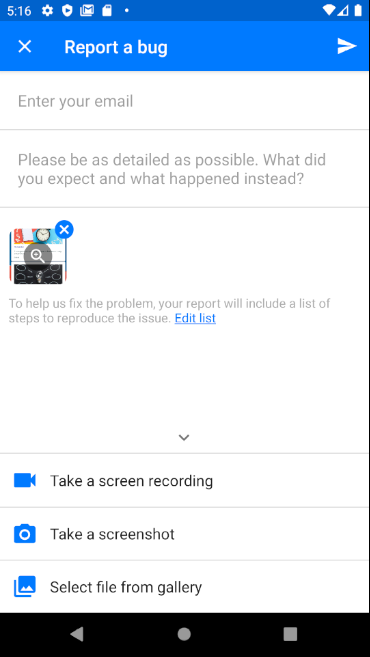 5:16
Report a bug
Enter your email
Please be as detailed as possible. What did
you expect and what happened instead?
To help us fix the problem, your report will include a list of
steps to reproduce the issue. Edit list
Take a screen recording
Take a screenshot
Select file from gallery